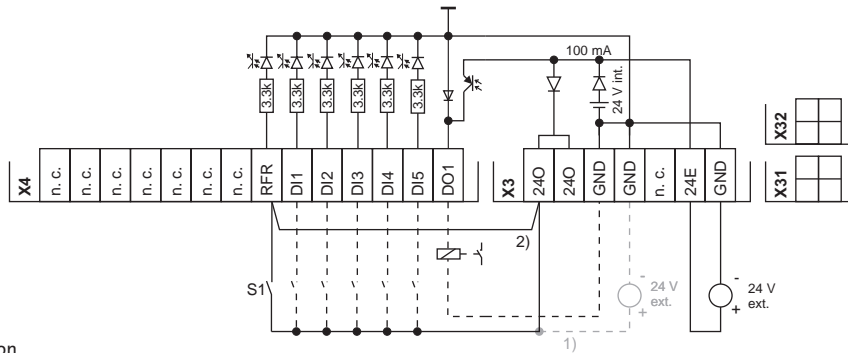 100 mA
3.3k
3.3k
3.3k
3.3k
3.3k
3.3k
24 V int.
X32
X4
n. c.
n. c.
n. c.
n. c.
n. c.
n. c.
n. c.
RFR
DI1
DI2
DI3
DI4
DI5
DO1
X3
24O
24O
GND
GND
n. c.
24E
GND
X31
2)
S1
-
24 V
ext.
+
-
24 V
ext.
+
1)
on